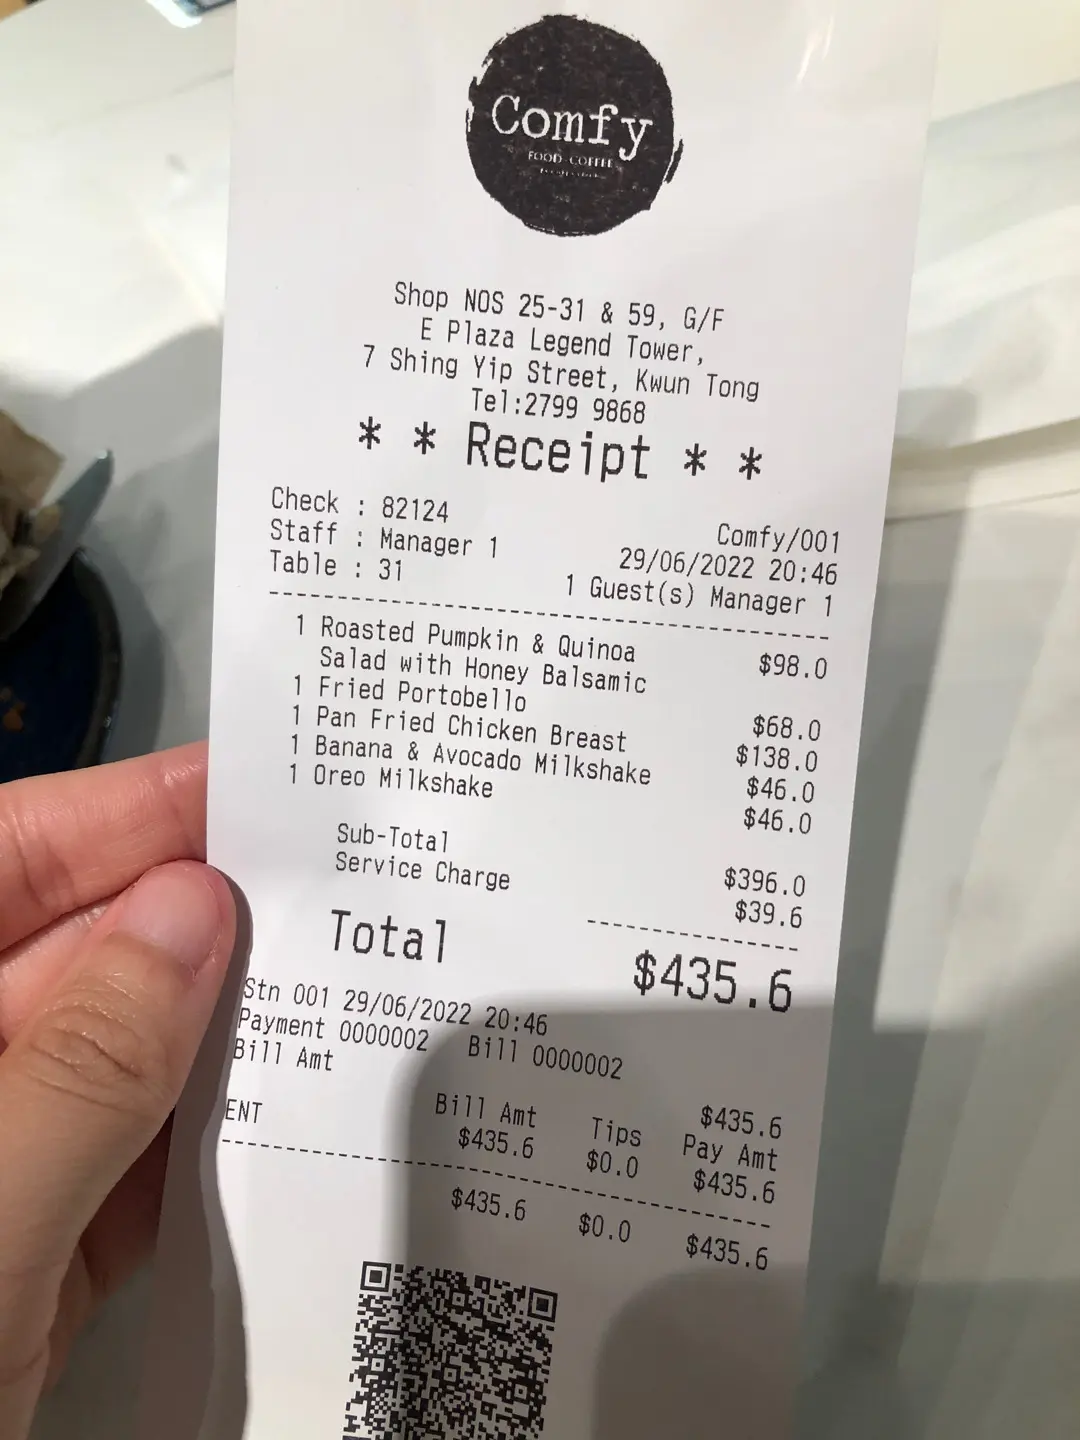 Comfy
FOOD·COFFEE
Shop NOS 25-31 & 59, G/F
E Plaza Legend Tower,
7 Shing Yip Street, Kwun Tong
Tel:2799 9868
* * Receipt * *
Check : 82124 Comfy/001
Staff : Manager 1 29/06/2022 20:46
Table : 31 1 Guest(s) Manager 1
1 Roasted Pumpkin & Quinoa $98.0
Salad with Honey Balsamic
1 Fried Portobello $68.0
1 Pan Fried Chicken Breast $138.0
1 Banana & Avocado Milkshake $46.0
1 Oreo Milkshake $46.0
Sub-Total $396.0
Service Charge $39.6
Total $435.6
Stn 001 29/06/2022 20:46
Payment 0000002 Bill 0000002
Bill Amt $435.6
Bill Amt Tips Pay Amt
ENT $435.6 $0.0 $435.6
$435.6 $0.0 $435.6